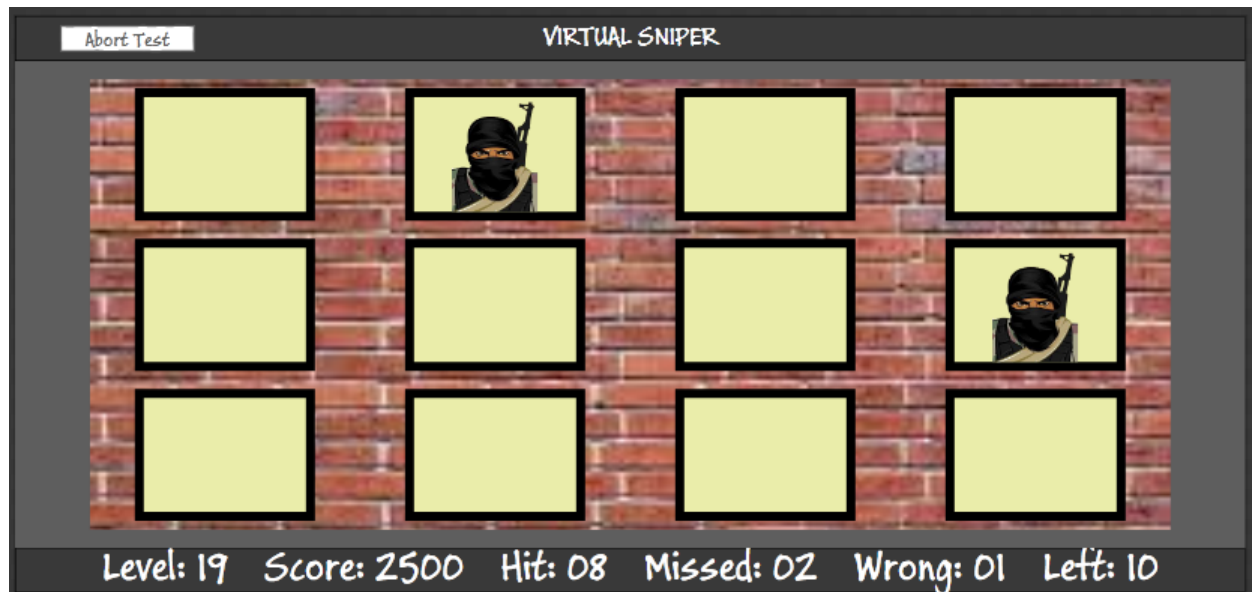 Abort Test
VIRTUAL SNIPER
Level: 19 Score: 2500 Hit: 08 Missed: 02 Wrong: 01 Left: 10